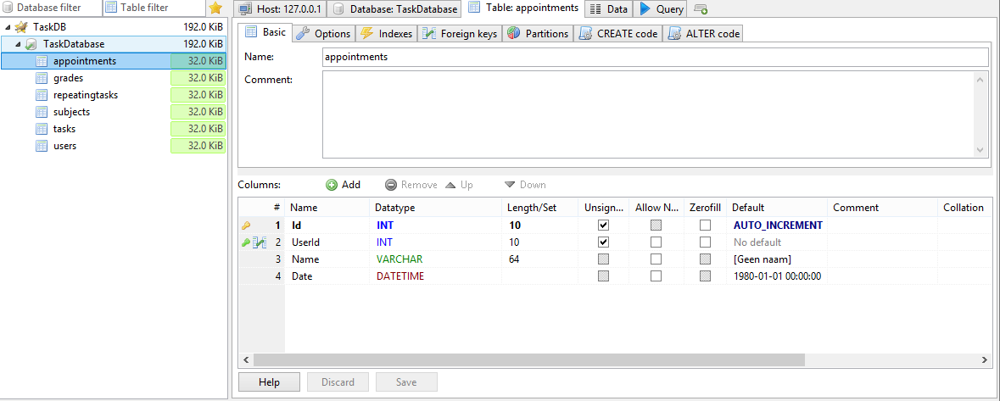 Database filter
Table filter
TaskDB 192.0 KiB
TaskDatabase 192.0 KiB
appointments 32.0 KiB
grades 32.0 KiB
repeatingtasks 32.0 KiB
subjects 32.0 KiB
tasks 32.0 KiB
users 32.0 KiB
Host: 127.0.0.1 Database: TaskDatabase Table: appointments Data Query
Basic Options Indexes Foreign keys Partitions CREATE code ALTER code
Name: appointments
Comment:
Columns: Add Remove Up Down
# Name Datatype Length/Set Unsign... Allow N... Zerofill Default Comment Collation
1 Id INT 10 AUTO_INCREMENT
2 UserId INT 10 No default
3 Name VARCHAR 64 [Geen naam]
4 Date DATETIME 1980-01-01 00:00:00
Help Discard Save